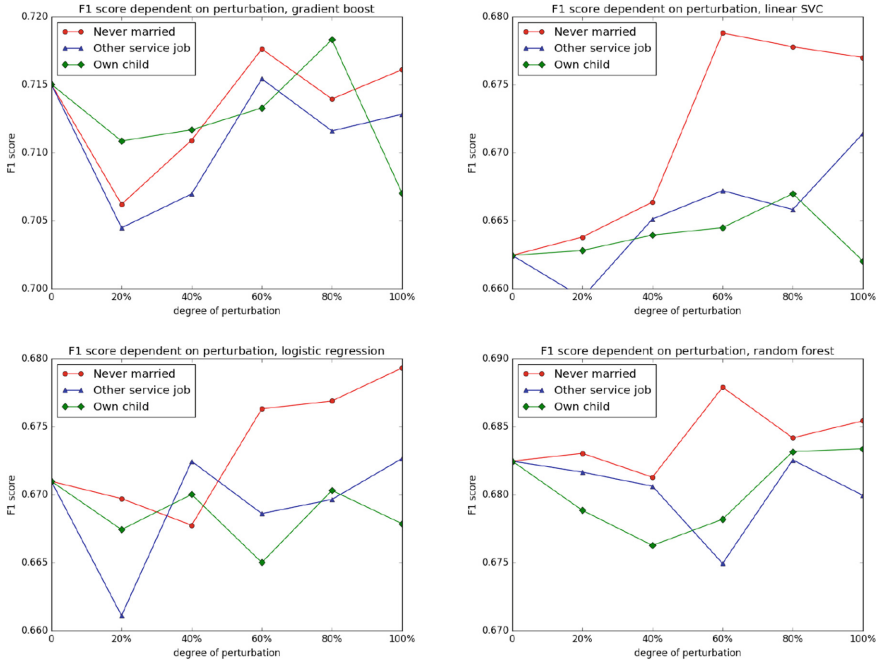 F1 score dependent on perturbation, gradient boost
0.720
0.715
0.710
0.705
0.700
F1 score
Never married
Other service job
Own child
0 20% 40% 60% 80% 100%
degree of perturbation
F1 score dependent on perturbation, linear SVC
0.680
0.675
0.670
0.665
0.660
F1 score
Never married
Other service job
Own child
0 20% 40% 60% 80% 100%
degree of perturbation
F1 score dependent on perturbation, logistic regression
0.680
0.675
0.670
0.665
0.660
F1 score
Never married
Other service job
Own child
0 20% 40% 60% 80% 100%
degree of perturbation
F1 score dependent on perturbation, random forest
0.690
0.685
0.680
0.675
0.670
F1 score
Never married
Other service job
Own child
0 20% 40% 60% 80% 100%
degree of perturbation